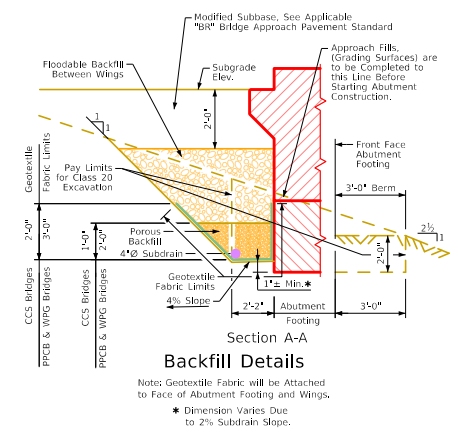 Modified Subbase, See Applicable
"BR" Bridge Approach Pavement Standard
Floodable Backfill
Between Wings
Subgrade
Elev.
Approach Fills,
(Grading Surfaces) are
to be Completed to
this Line Before
Starting Abutment
Construction.
1
1
2'-0"
Geotextile
Fabric Limits
Pay Limits
for Class 20
Excavation
Front Face
Abutment
Footing
3'-0" Berm
2½
1
2'-0"
2'-0"
3'-0"
1'-0"
2'-0"
Porous
Backfill
4"Ø Subdrain
Geotextile
Fabric Limits
4% Slope
1"± Min.✱
CCS Bridges
PPCB & WPG Bridges
CCS Bridges
PPCB & WPG Bridges
2'-2"
Abutment
Footing
3'-0"
Section A-A
Backfill Details
Note: Geotextile Fabric will be Attached
to Face of Abutment Footing and Wings.
✱ Dimension Varies Due
to 2% Subdrain Slope.